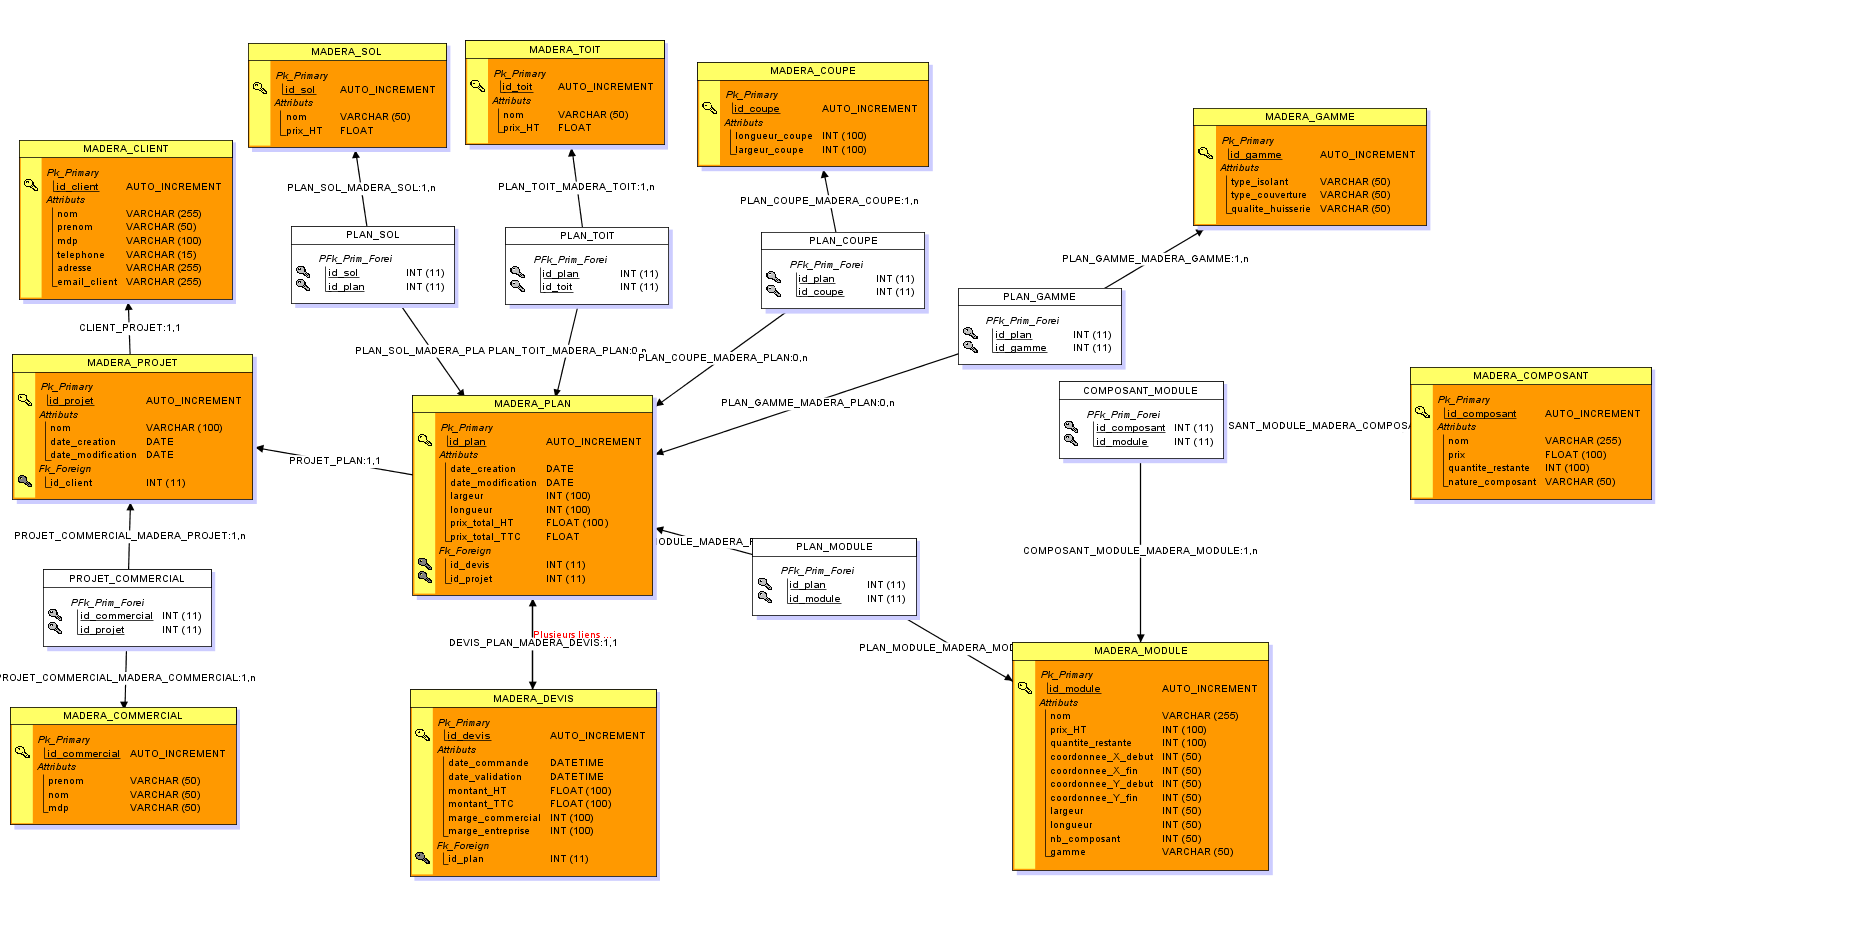 MADERA_SOL
Pk_Primary
id_sol AUTO_INCREMENT
Attributs
nom VARCHAR (50)
prix_HT FLOAT
MADERA_TOIT
Pk_Primary
id_toit AUTO_INCREMENT
Attributs
nom VARCHAR (50)
prix_HT FLOAT
MADERA_COUPE
Pk_Primary
id_coupe AUTO_INCREMENT
Attributs
longueur_coupe INT (100)
largeur_coupe INT (100)
MADERA_GAMME
Pk_Primary
id_gamme AUTO_INCREMENT
Attributs
type_isolant VARCHAR (50)
type_couverture VARCHAR (50)
qualite_huisserie VARCHAR (50)
MADERA_CLIENT
Pk_Primary
id_client AUTO_INCREMENT
Attributs
nom VARCHAR (255)
prenom VARCHAR (50)
mdp VARCHAR (100)
telephone VARCHAR (15)
adresse VARCHAR (255)
email_client VARCHAR (255)
PLAN_SOL_MADERA_SOL:1,n
PLAN_TOIT_MADERA_TOIT:1,n
PLAN_COUPE_MADERA_COUPE:1,n
PLAN_GAMME_MADERA_GAMME:1,n
PLAN_SOL
PFk_Prim_Forei
id_sol INT (11)
id_plan INT (11)
PLAN_TOIT
PFk_Prim_Forei
id_plan INT (11)
id_toit INT (11)
PLAN_COUPE
PFk_Prim_Forei
id_plan INT (11)
id_coupe INT (11)
PLAN_GAMME
PFk_Prim_Forei
id_plan INT (11)
id_gamme INT (11)
CLIENT_PROJET:1,1
PLAN_SOL_MADERA_PLA
PLAN_TOIT_MADERA_PLAN:0,n
PLAN_COUPE_MADERA_PLAN:0,n
PLAN_GAMME_MADERA_PLAN:0,n
MADERA_PROJET
Pk_Primary
id_projet AUTO_INCREMENT
Attributs
nom VARCHAR (100)
date_creation DATE
date_modification DATE
Fk_Foreign
id_client INT (11)
PROJET_PLAN:1,1
MADERA_PLAN
Pk_Primary
id_plan AUTO_INCREMENT
Attributs
date_creation DATE
date_modification DATE
largeur INT (100)
longueur INT (100)
prix_total_HT FLOAT (100)
prix_total_TTC FLOAT
Fk_Foreign
id_devis INT (11)
id_projet INT (11)
COMPOSANT_MODULE
PFk_Prim_Forei
id_composant INT (11)
id_module INT (11)
SANT_MODULE_MADERA_COMPOSA
MADERA_COMPOSANT
Pk_Primary
id_composant AUTO_INCREMENT
Attributs
nom VARCHAR (255)
prix FLOAT (100)
quantite_restante INT (100)
nature_composant VARCHAR (50)
PROJET_COMMERCIAL_MADERA_PROJET:1,n
ODULE_MADERA_P
PLAN_MODULE
PFk_Prim_Forei
id_plan INT (11)
id_module INT (11)
COMPOSANT_MODULE_MADERA_MODULE:1,n
PROJET_COMMERCIAL
PFk_Prim_Forei
id_commercial INT (11)
id_projet INT (11)
Plusieurs liens ...
DEVIS_PLAN_MADERA_DEVIS:1,1
PLAN_MODULE_MADERA_MOD
PROJET_COMMERCIAL_MADERA_COMMERCIAL:1,n
MADERA_COMMERCIAL
Pk_Primary
id_commercial AUTO_INCREMENT
Attributs
prenom VARCHAR (50)
nom VARCHAR (50)
mdp VARCHAR (50)
MADERA_DEVIS
Pk_Primary
id_devis AUTO_INCREMENT
Attributs
date_commande DATETIME
date_validation DATETIME
montant_HT FLOAT (100)
montant_TTC FLOAT (100)
marge_commercial INT (100)
marge_entreprise INT (100)
Fk_Foreign
id_plan INT (11)
MADERA_MODULE
Pk_Primary
id_module AUTO_INCREMENT
Attributs
nom VARCHAR (255)
prix_HT INT (100)
quantite_restante INT (100)
coordonnee_X_debut INT (50)
coordonnee_X_fin INT (50)
coordonnee_Y_debut INT (50)
coordonnee_Y_fin INT (50)
largeur INT (50)
longueur INT (50)
nb_composant INT (50)
gamme VARCHAR (50)